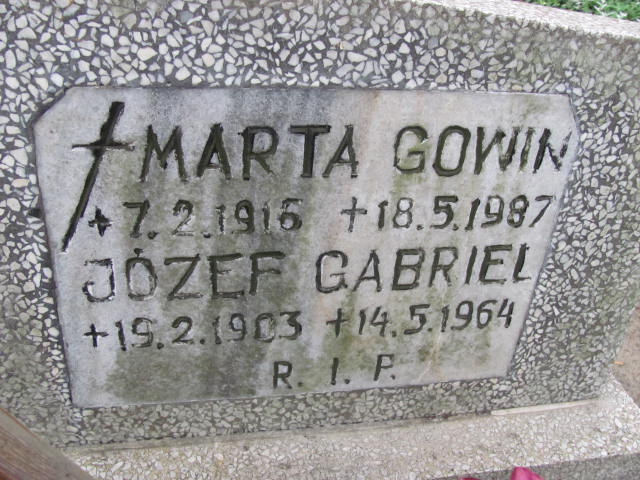 MARTA GOWIN
* 7.2.1916 +18.5.1987
JÓZEF GABRIEL
* 19.2.1903 +14.5.1964
R. I. P.